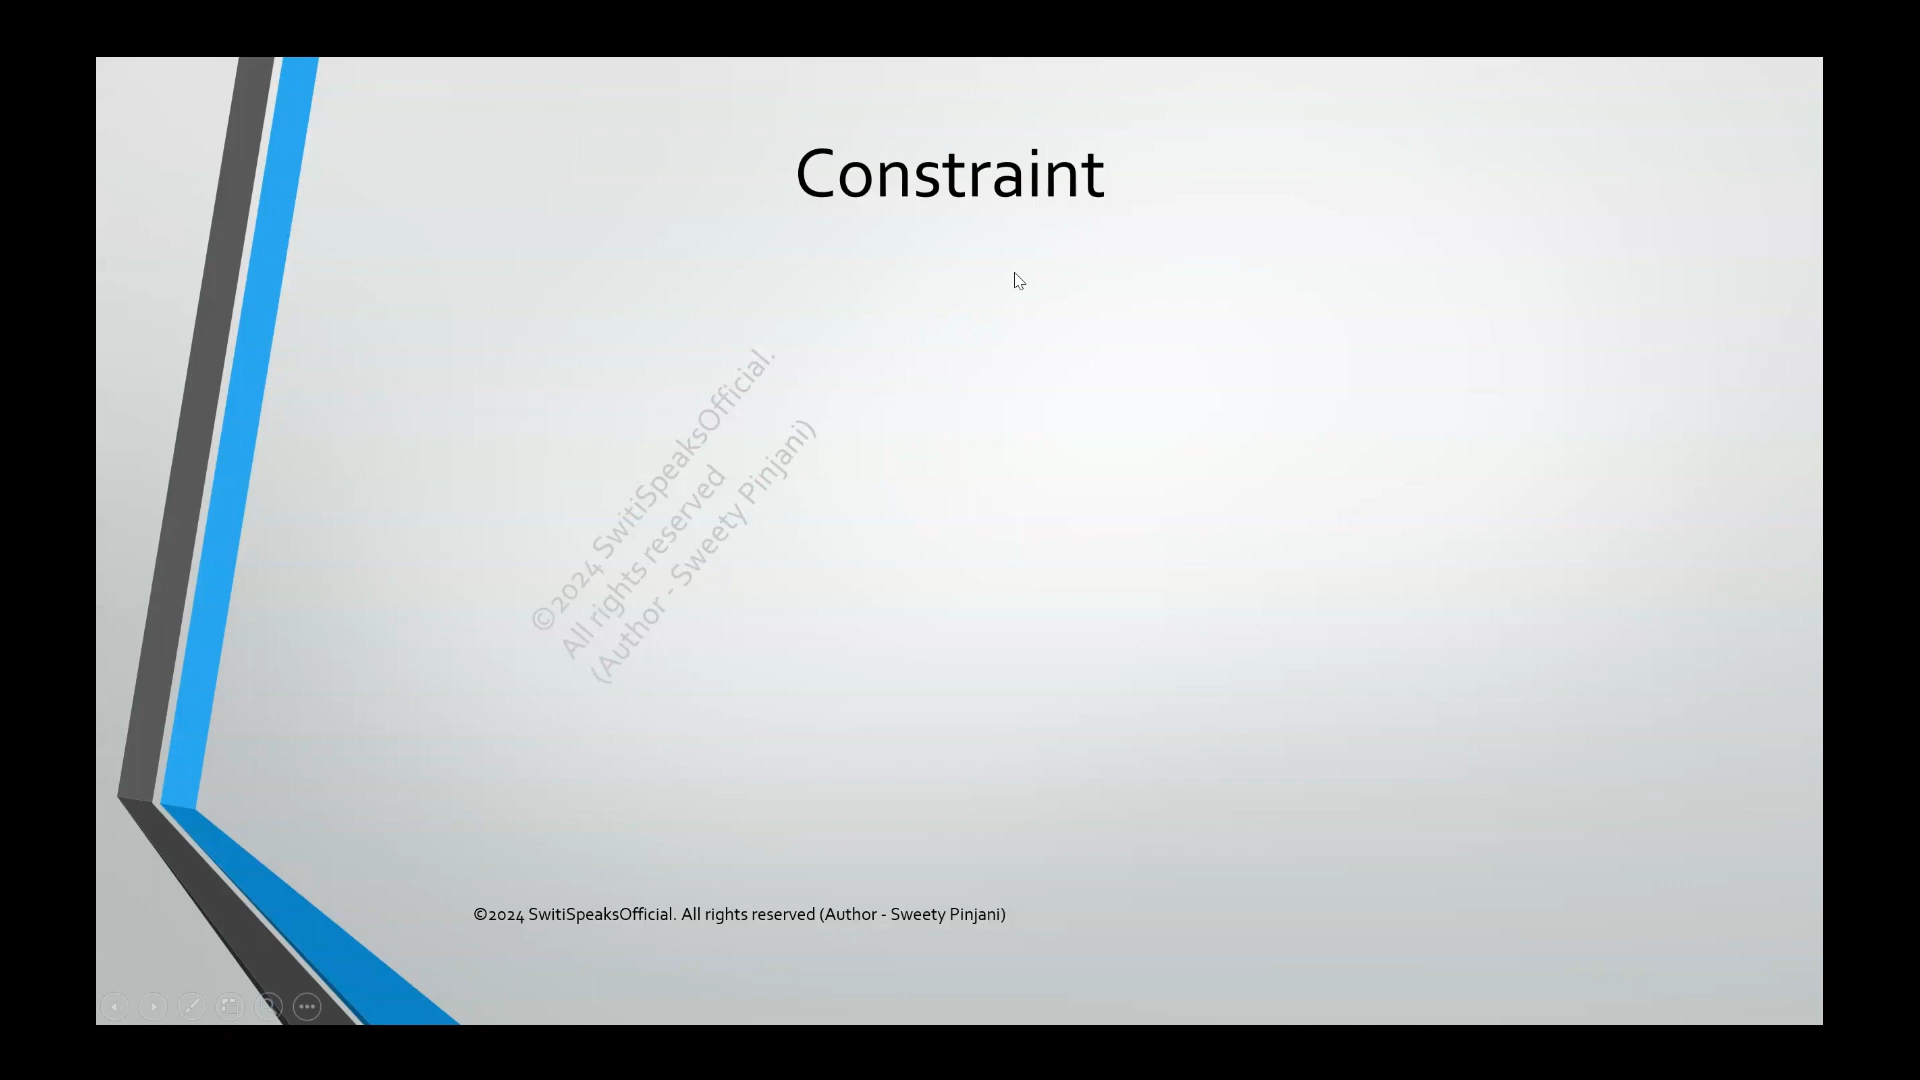 Constraint
©2024 SwitiSpeaksOfficial.
All rights reserved
(Author - Sweety Pinjani)
©2024 SwitiSpeaksOfficial. All rights reserved (Author - Sweety Pinjani)